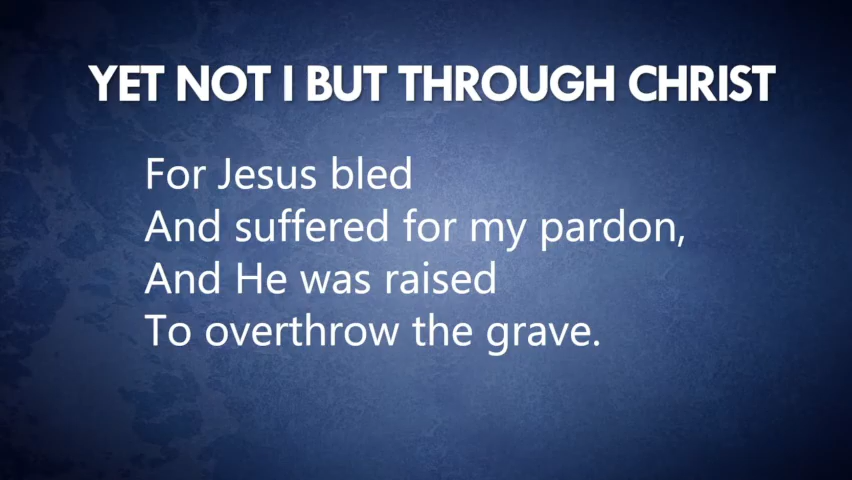 YET NOT I BUT THROUGH CHRIST
For Jesus bled
And suffered for my pardon,
And He was raised
To overthrow the grave.